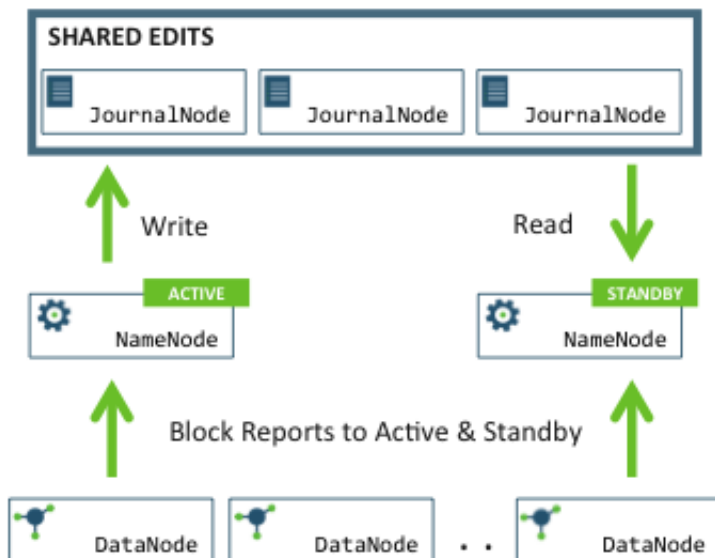 SHARED EDITS
JournalNode JournalNode JournalNode
Write Read
ACTIVE STANDBY
NameNode NameNode
Block Reports to Active & Standby
DataNode DataNode . . DataNode